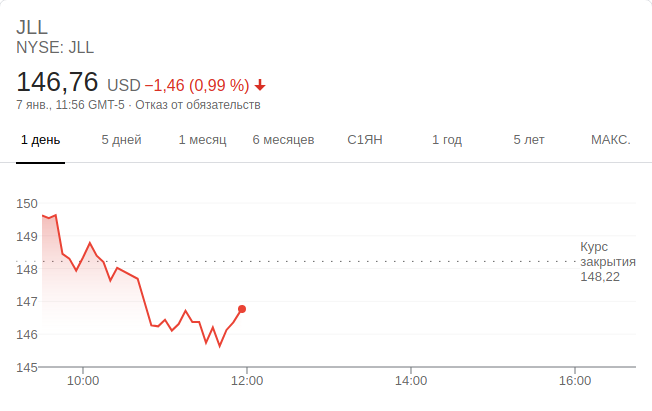 JLL
NYSE: JLL
146,76 USD −1,46 (0,99 %)
7 янв., 11:56 GMT-5 · Отказ от обязательств
1 день 5 дней 1 месяц 6 месяцев С1ЯН 1 год 5 лет МАКС.
150
149
Курс
закрытия
148,22
148
147
146
145
10:00 12:00 14:00 16:00